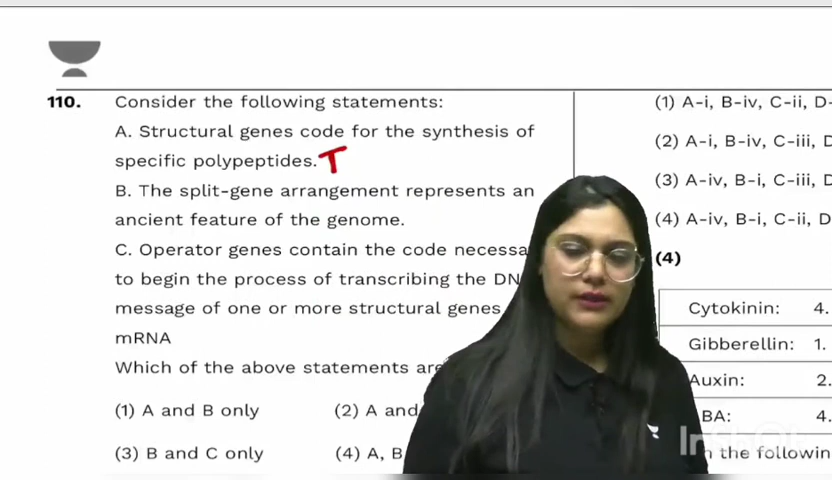 110. Consider the following statements:
A. Structural genes code for the synthesis of
specific polypeptides. T
B. The split-gene arrangement represents an
ancient feature of the genome.
C. Operator genes contain the code
to begin the process of transcribing the
message of one or more structural genes
mRNA
Which of the above statements are
(1) A and B only (2) A and
(3) B and C only (4) A, B
(1) A-i, B-iv, C-ii,
(2) A-i, B-iv, C-iii,
(3) A-iv, B-i, C-iii,
(4) A-iv, B-i, C-ii, D
(4)
Cytokinin: 4.
Gibberellin: 1.
Auxin: 2.
BA: 4.
the
InShOt